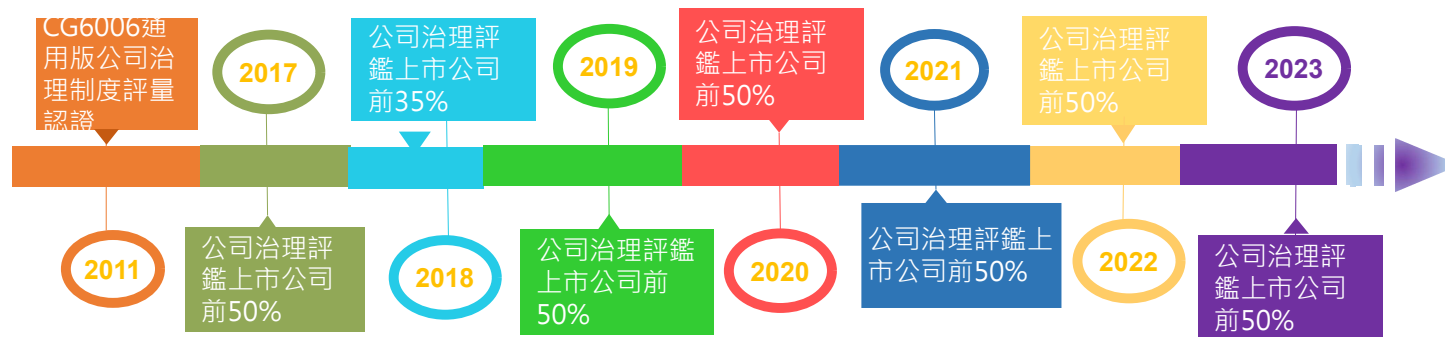 CG6006通
用版公司治
理制度評量
認證
2011
2017
公司治理評
鑑上市公司
前50%
公司治理評
鑑上市公司
前35%
2018
2019
公司治理評鑑
上市公司前
50%
公司治理評
鑑上市公司
前50%
2020
2021
公司治理評鑑上
市公司前50%
公司治理評
鑑上市公司
前50%
2022
2023
公司治理評
鑑上市公司
前50%